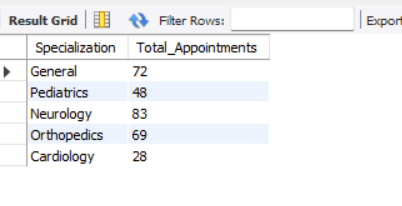 Result Grid Filter Rows: Export
Specialization Total_Appointments
General 72
Pediatrics 48
Neurology 83
Orthopedics 69
Cardiology 28